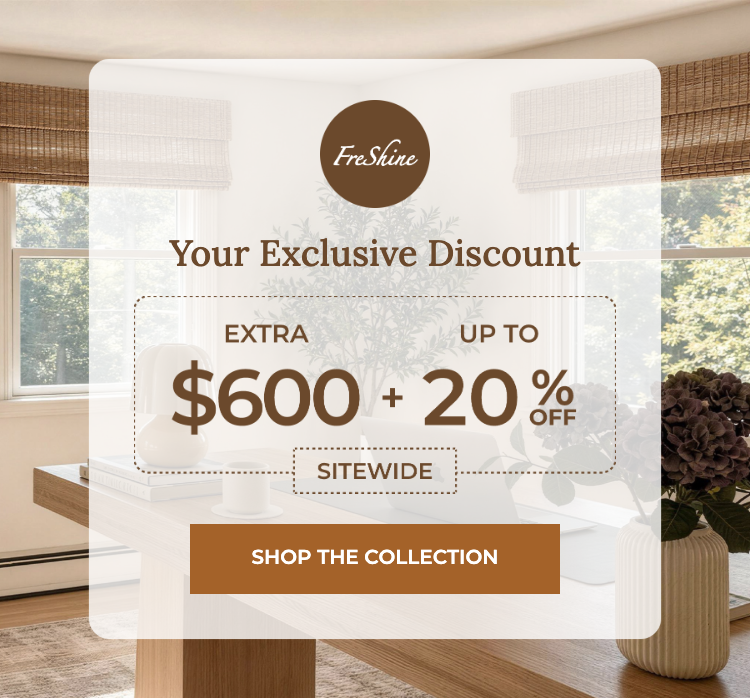 FreShine
Your Exclusive Discount
EXTRA
$600
+
UP TO
20% OFF
SITEWIDE
SHOP THE COLLECTION